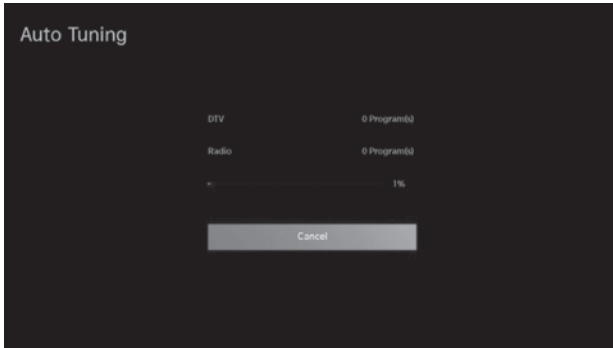 Auto Tuning
DTV 0 Program(s)
Radio 0 Program(s)
1%
Cancel